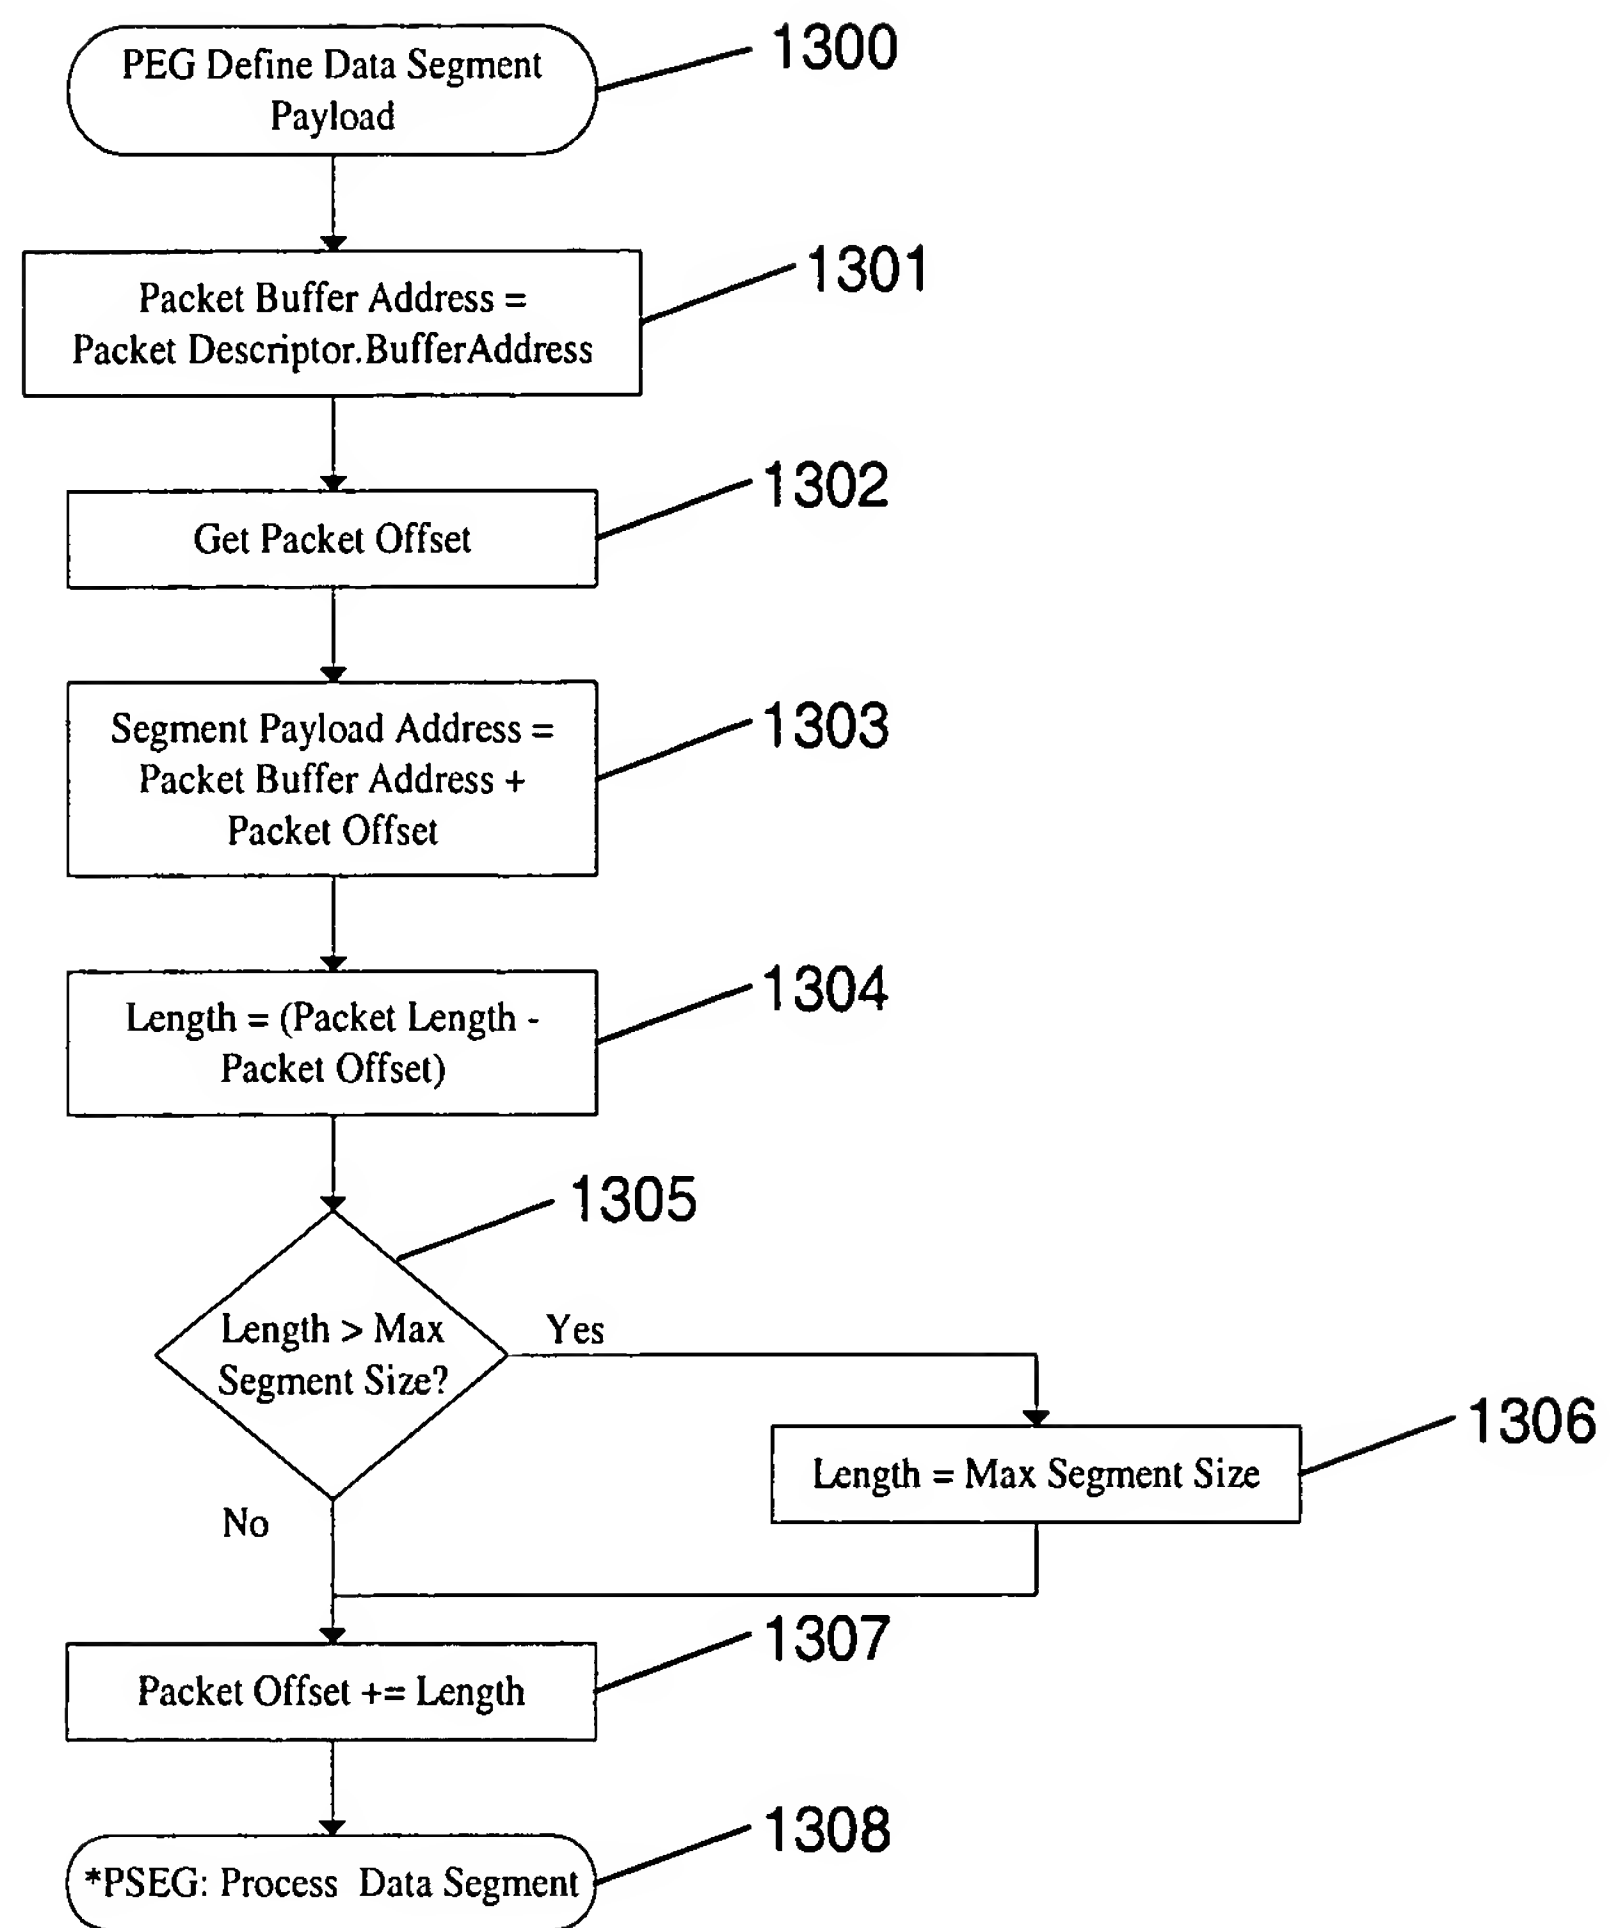 PEG Define Data Segment
Payload
1300
Packet Buffer Address =
Packet Descriptor.BufferAddress
1301
Get Packet Offset
1302
Segment Payload Address =
Packet Buffer Address +
Packet Offset
1303
Length = (Packet Length -
Packet Offset)
1304
1305
Length > Max
Segment Size?
Yes
No
Length = Max Segment Size
1306
Packet Offset += Length
1307
*PSEG: Process Data Segment
1308